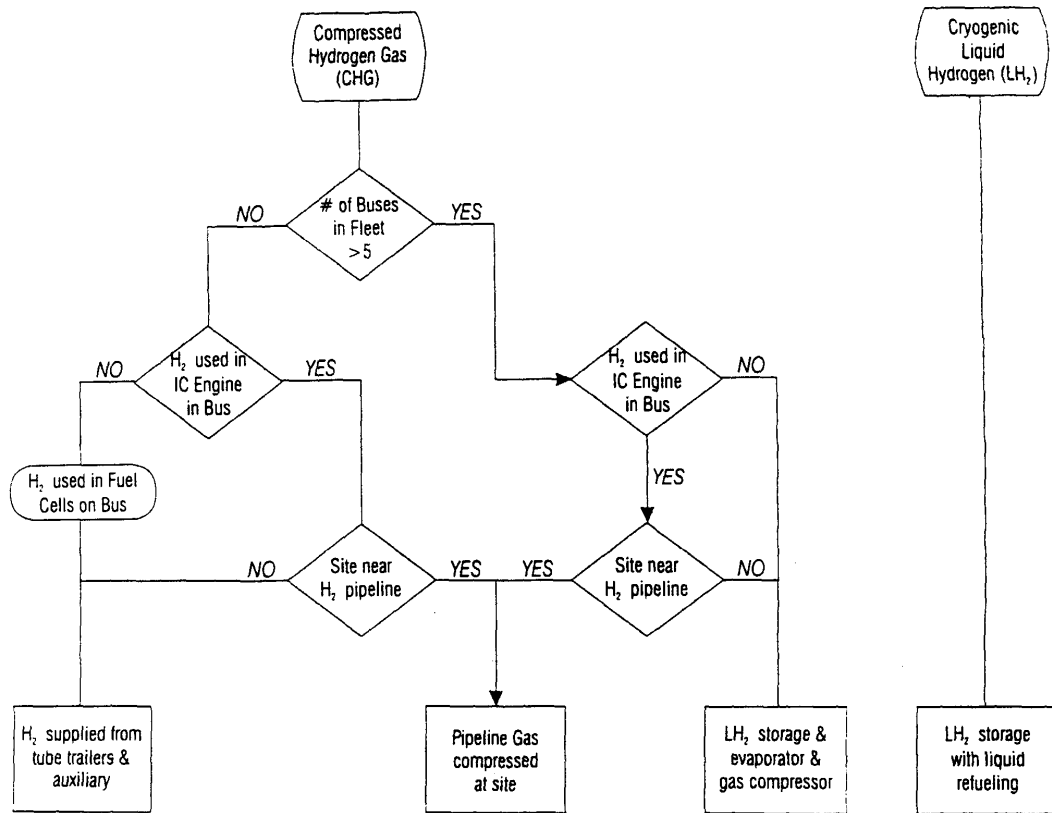 Compressed
Hydrogen Gas
(CHG)
Cryogenic
Liquid
Hydrogen (LH₂)
# of Buses
in Fleet
>5
NO
YES
H₂ used in
IC Engine
in Bus
NO
YES
H₂ used in
IC Engine
in Bus
NO
YES
H₂ used in Fuel
Cells on Bus
Site near
H₂ pipeline
NO
YES
YES
Site near
H₂ pipeline
NO
H₂ supplied from
tube trailers &
auxiliary
Pipeline Gas
compressed
at site
LH₂ storage &
evaporator &
gas compressor
LH₂ storage
with liquid
refueling